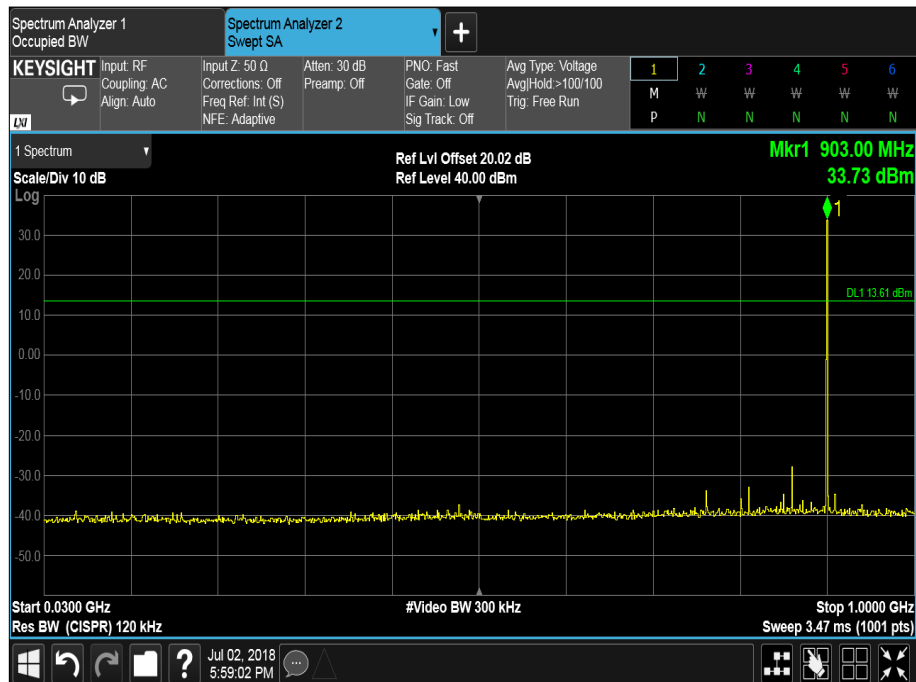 Spectrum Analyzer 1
Occupied BW
Spectrum Analyzer 2
Swept SA
KEYSIGHT
LXI
Input: RF
Coupling: AC
Align: Auto
Input Z: 50 Ω
Corrections: Off
Freq Ref: Int (S)
NFE: Adaptive
Atten: 30 dB
Preamp: Off
PNO: Fast
Gate: Off
IF Gain: Low
Sig Track: Off
Avg Type: Voltage
Avg|Hold:>100/100
Trig: Free Run
1 2 3 4 5 6
M W W W W W
P N N N N N
1 Spectrum
Scale/Div 10 dB
Log
Ref Lvl Offset 20.02 dB
Ref Level 40.00 dBm
Mkr1 903.00 MHz
33.73 dBm
1
30.0
20.0
DL1 13.61 dBm
10.0
0.00
-10.0
-20.0
-30.0
-40.0
-50.0
Start 0.0300 GHz
Res BW (CISPR) 120 kHz
#Video BW 300 kHz
Stop 1.0000 GHz
Sweep 3.47 ms (1001 pts)
?
Jul 02, 2018
5:59:02 PM